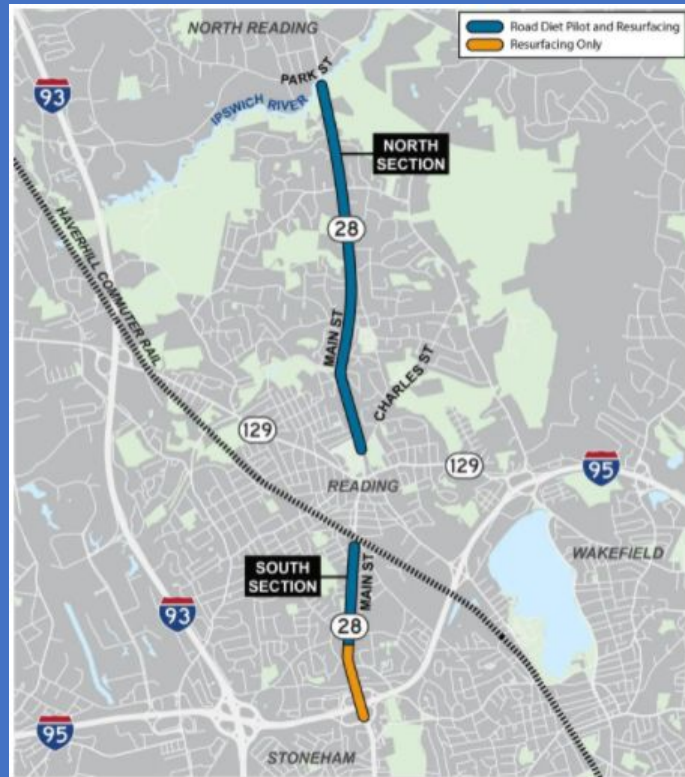 NORTH READING
Road Diet Pilot and Resurfacing
Resurfacing Only
93
PARK ST
IPSWICH RIVER
NORTH
SECTION
28
HAVERHILL COMMUTER RAIL
MAIN ST
CHARLES ST
129
129
95
READING
WAKEFIELD
SOUTH
SECTION
MAIN ST
93
28
95
STONEHAM